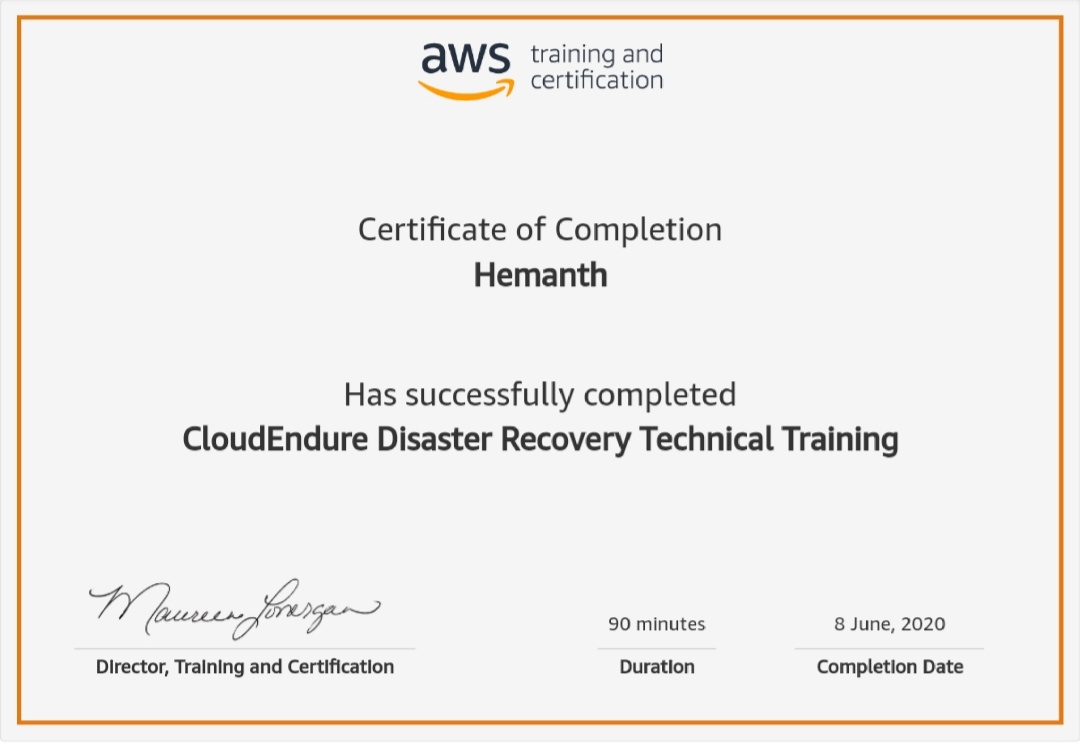 aws training and
certification
Certificate of Completion
Hemanth
Has successfully completed
CloudEndure Disaster Recovery Technical Training
Maureen Lonergan
Director, Training and Certification
90 minutes
Duration
8 June, 2020
Completion Date